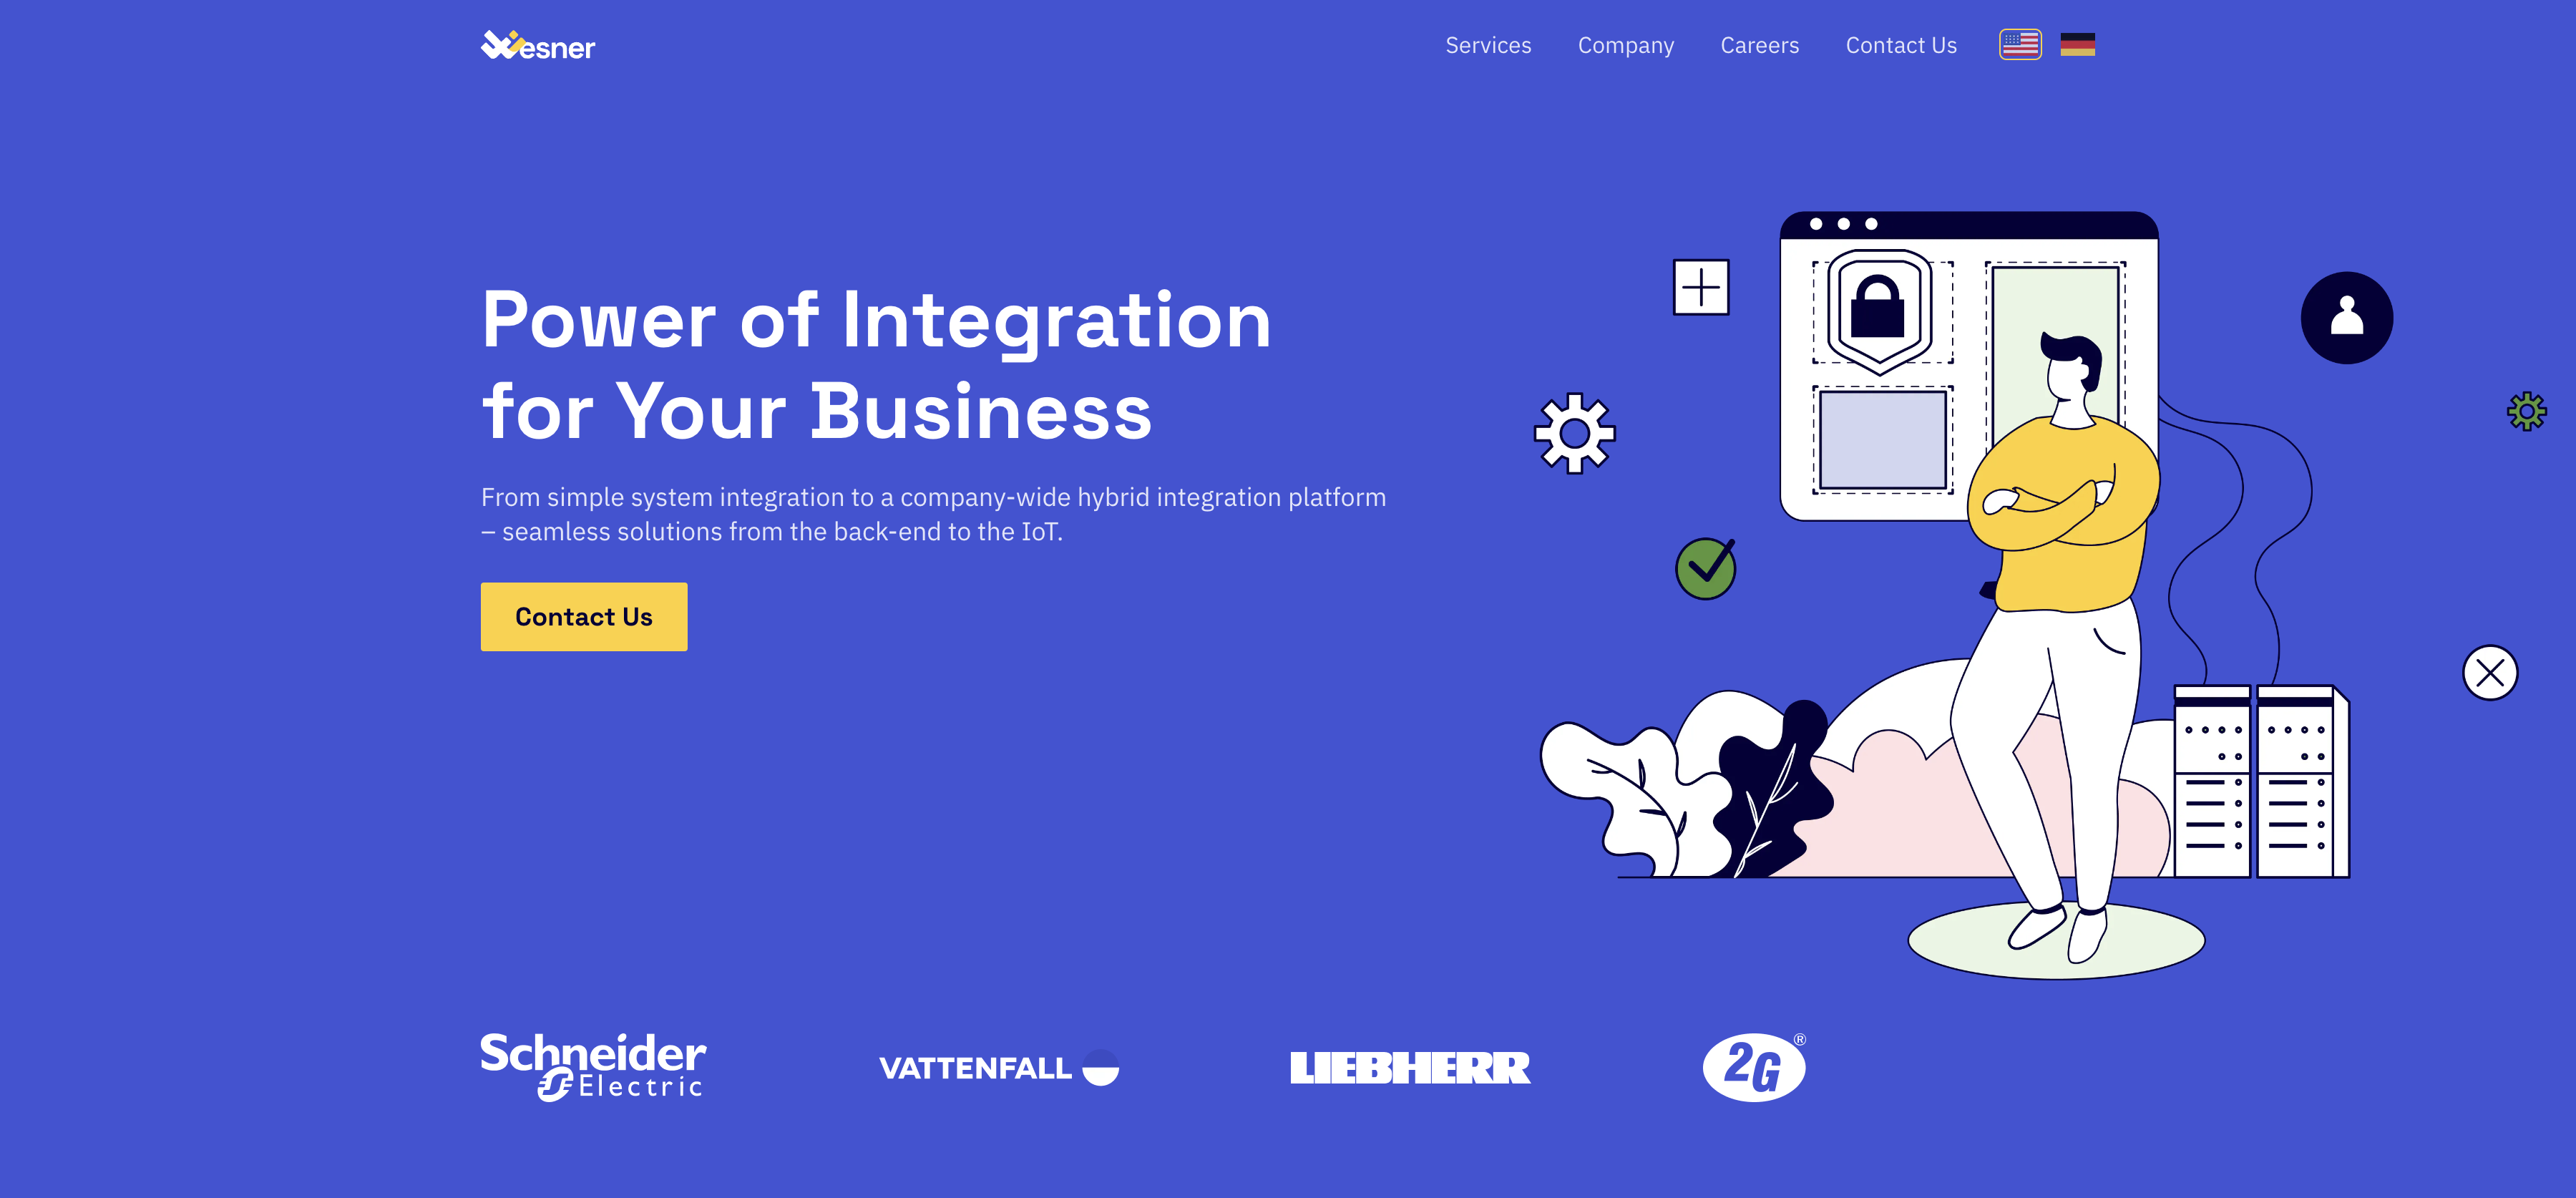 Wesner
Services Company Careers Contact Us
Power of Integration
for Your Business
From simple system integration to a company-wide hybrid integration platform
– seamless solutions from the back-end to the IoT.
Contact Us
Schneider
Electric
VATTENFALL
LIEBHERR
2G®